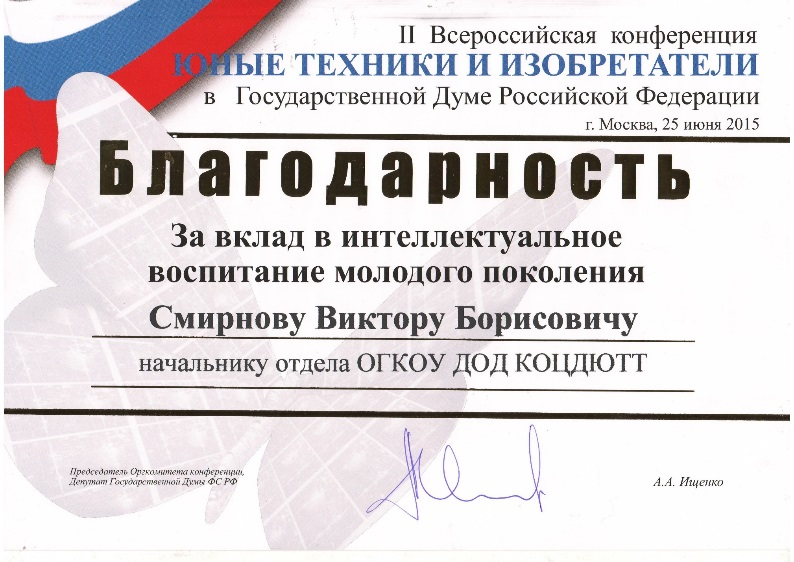 II Всероссийская конференция
ЮНЫЕ ТЕХНИКИ И ИЗОБРЕТАТЕЛИ
в Государственной Думе Российской Федерации
г. Москва, 25 июня 2015
Благодарность
За вклад в интеллектуальное
воспитание молодого поколения
Смирнову Виктору Борисовичу
начальнику отдела ОГКОУ ДОД КОЦДЮТТ
Председатель Оргкомитета конференции,
Депутат Государственной Думы ФС РФ
А.А. Ищенко